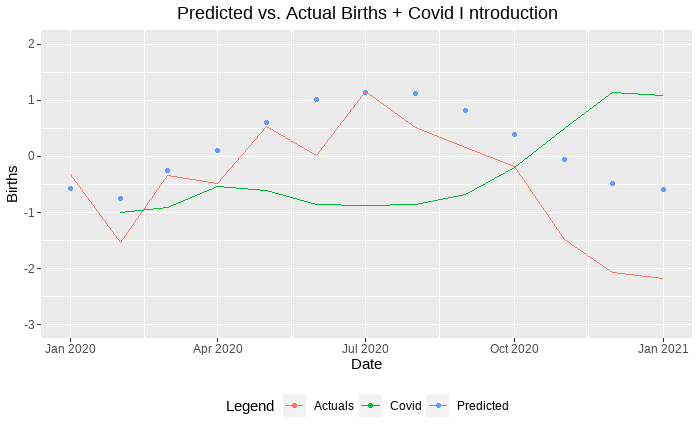 Predicted vs. Actual Births + Covid I ntroduction
2
1
0
-1
-2
-3
Births
Jan 2020 Apr 2020 Jul 2020 Oct 2020 Jan 2021
Date
Legend Actuals Covid Predicted